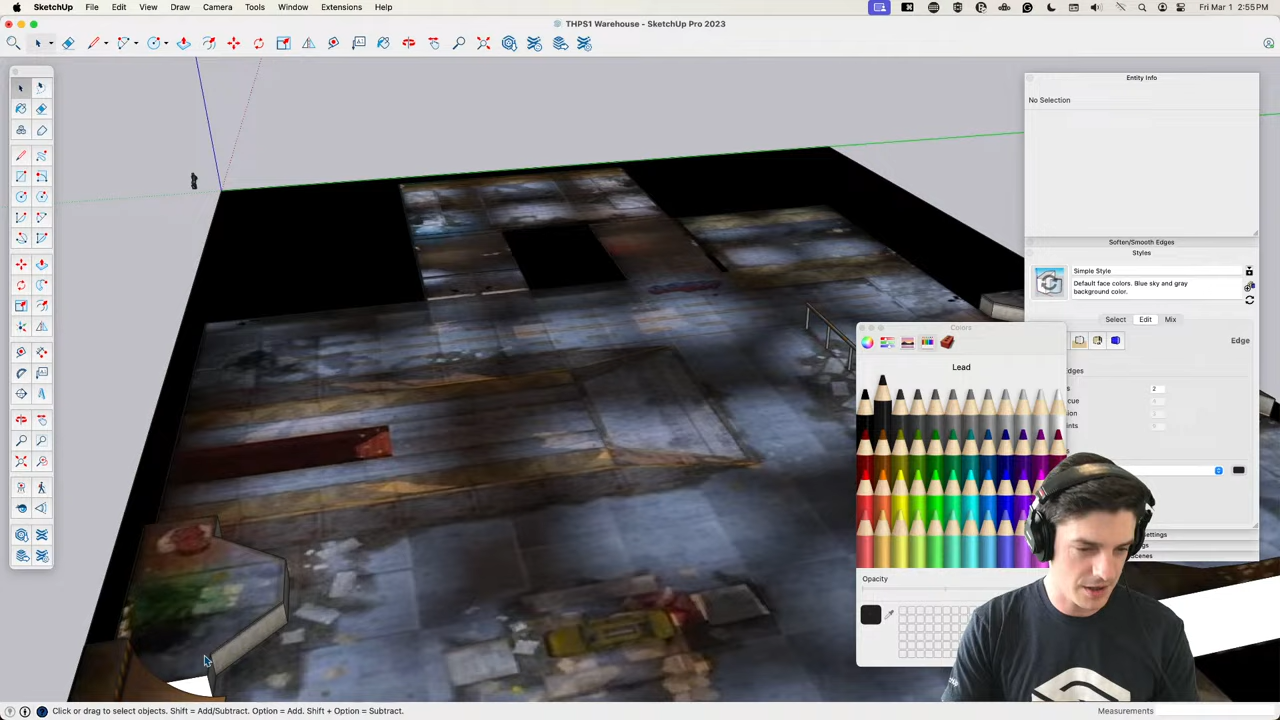 SketchUp File Edit View Draw Camera Tools Window Extensions Help
Fri Mar 1 2:55 PM
THPS1 Warehouse - SketchUp Pro 2023
Entity Info
No Selection
Soften/Smooth Edges
Styles
Simple Style
Default face colors. Blue sky and gray
background color.
Select Edit Mix
Edge
Colors
Lead
2
Opacity
Click or drag to select objects. Shift = Add/Subtract. Option = Add. Shift + Option = Subtract.
Measurements